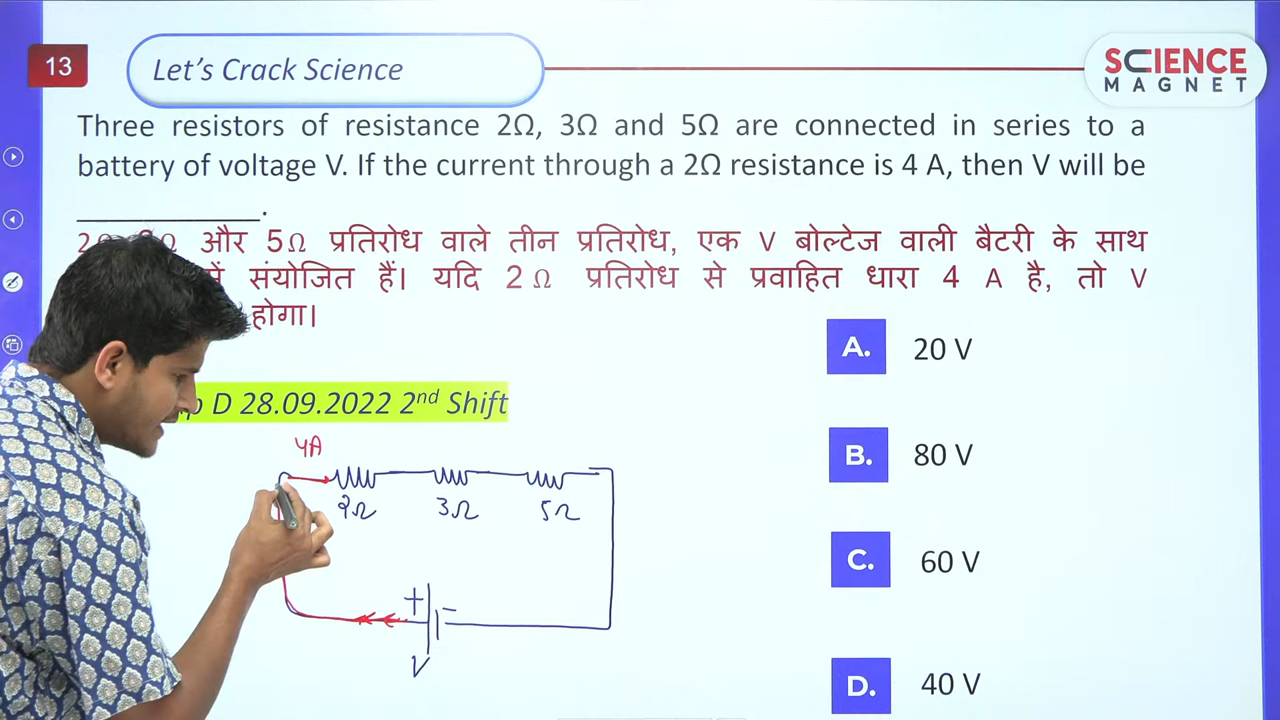 13
Let's Crack Science
SCIENCE
MAGNET
Three resistors of resistance 2Ω, 3Ω and 5Ω are connected in series to a
battery of voltage V. If the current through a 2Ω resistance is 4 A, then V will be
____________.
और 5Ω प्रतिरोध वाले तीन प्रतिरोध, एक V बोल्टेज वाली बैटरी के साथ
में संयोजित हैं। यदि 2Ω प्रतिरोध से प्रवाहित धारा 4 A है, तो V
होगा।
D 28.09.2022 2nd Shift
A. 20 V
B. 80 V
C. 60 V
D. 40 V
4A
2Ω 3Ω 5Ω
+ -
V